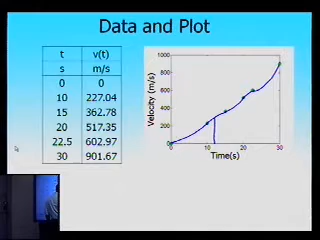 Data and Plot
t v(t)
s m/s
0 0
10 227.04
15 362.78
20 517.35
22.5 602.97
30 901.67
1000
800
600
400
200
0
0 10 20 30
Velocity (m/s)
Time(s)